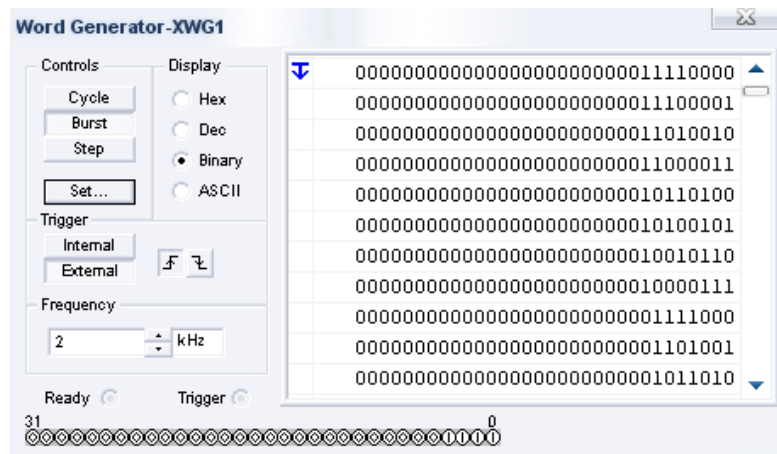 Word Generator-XWG1
Controls
Cycle
Burst
Step
Set...
Display
Hex
Dec
Binary
ASCII
Trigger
Internal
External
Frequency
2
kHz
Ready
Trigger
00000000000000000000000011110000
00000000000000000000000011100001
00000000000000000000000011010010
00000000000000000000000011000011
00000000000000000000000010110100
00000000000000000000000010100101
00000000000000000000000010010110
00000000000000000000000010000111
00000000000000000000000001111000
00000000000000000000000001101001
00000000000000000000000001011010
31
0